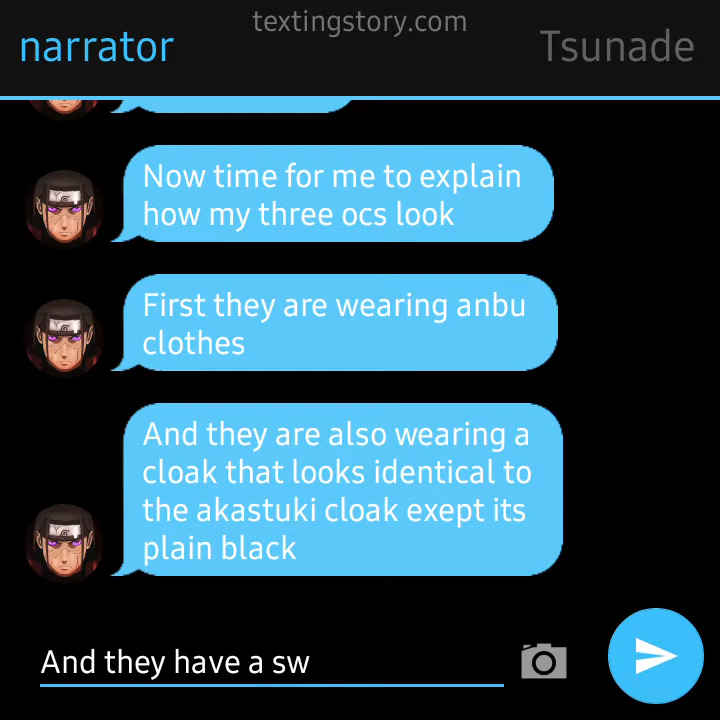 textingstory.com
narrator
Tsunade
Now time for me to explain
how my three ocs look
First they are wearing anbu
clothes
And they are also wearing a
cloak that looks identical to
the akastuki cloak exept its
plain black
And they have a sw